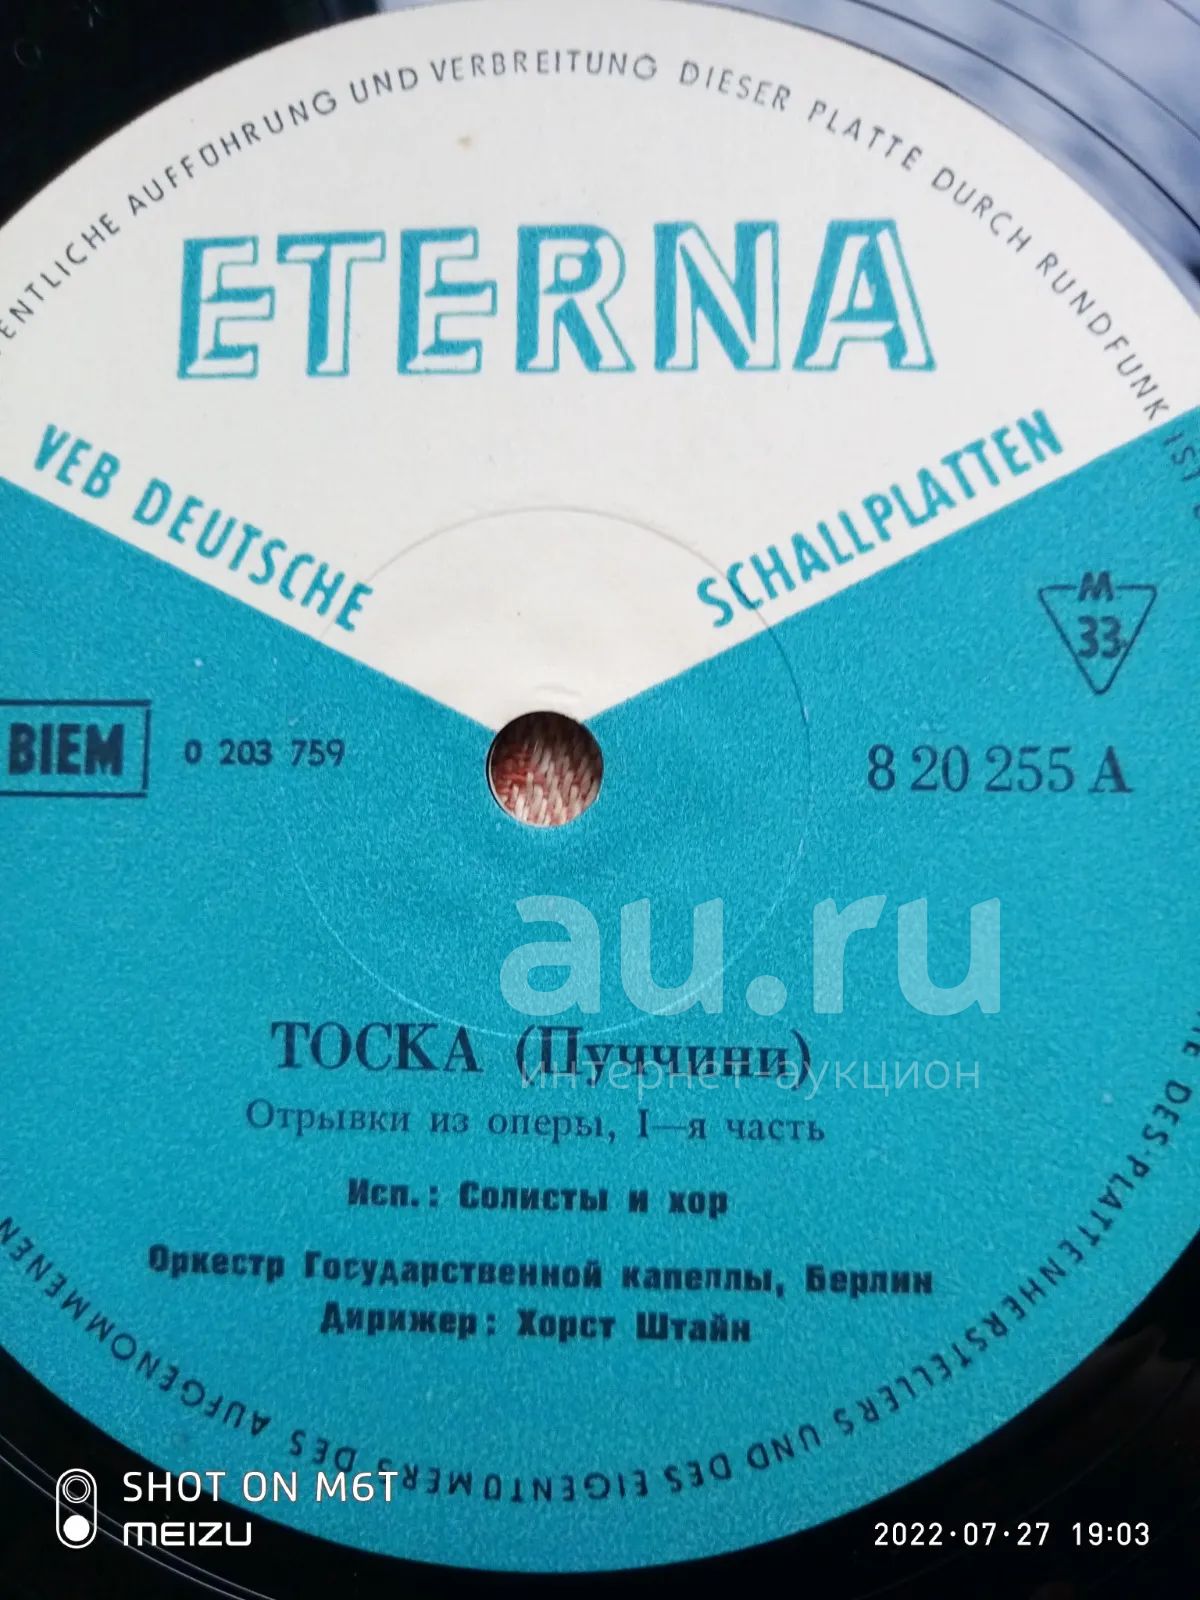 ENTLICHE AUFFÜHRUNG UND VERBREITUNG DIESER PLATTE DURCH RUNDFUNK IST
ETERNA
VEB DEUTSCHE SCHALLPLATTEN
M
33
BIEM
0 203 759
8 20 255 A
au.ru
интернет-аукцион
ТОСКА (Пуччини)
Отрывки из оперы, I—я часть
Исп.: Солисты и хор
Оркестр Государственной капеллы, Берлин
Дирижер: Хорст Штайн
DES AUFGENOMMENEN
DES PLATTENHERSTELLERS UND DES EIGENTÜMERS
SHOT ON M6T
MEIZU
2022·07·27 19:03